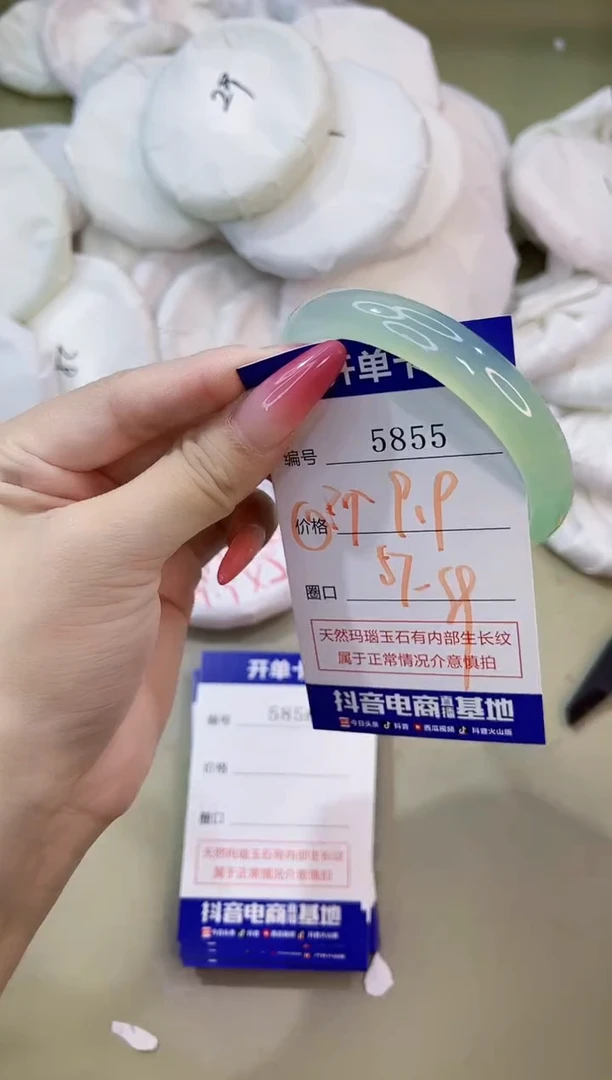 开单卡
编号 5855
价格 P.P
圈口 57-59
天然玛瑙玉石有内部生长纹
属于正常情况介意慎拍
抖音电商直播基地
今日头条 抖音 西瓜视频 抖音火山版
开单卡
编号
价格
圈口
天然玛瑙玉石有内部生长纹
属于正常情况介意慎拍
抖音电商直播基地